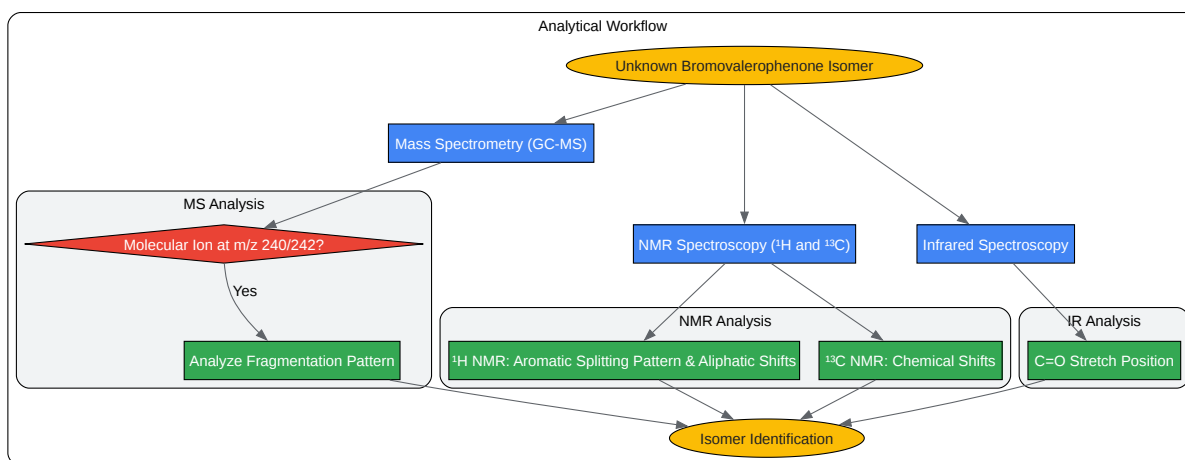 Analytical Workflow
Unknown Bromovalerophenone Isomer
Mass Spectrometry (GC-MS)
MS Analysis
Molecular Ion at m/z 240/242?
NMR Spectroscopy (¹H and ¹³C)
Infrared Spectroscopy
Yes
NMR Analysis
IR Analysis
Analyze Fragmentation Pattern
¹H NMR: Aromatic Splitting Pattern & Aliphatic Shifts
¹³C NMR: Chemical Shifts
C=O Stretch Position
Isomer Identification